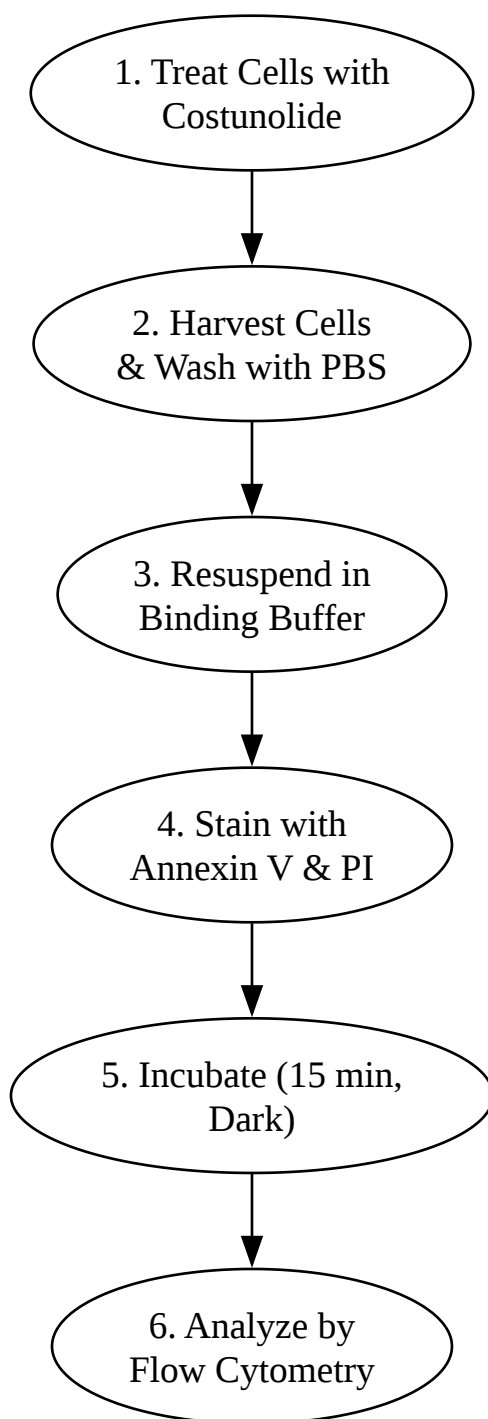 1. Treat Cells with
Costunolide
2. Harvest Cells
& Wash with PBS
3. Resuspend in
Binding Buffer
4. Stain with
Annexin V & PI
5. Incubate (15 min,
Dark)
6. Analyze by
Flow Cytometry